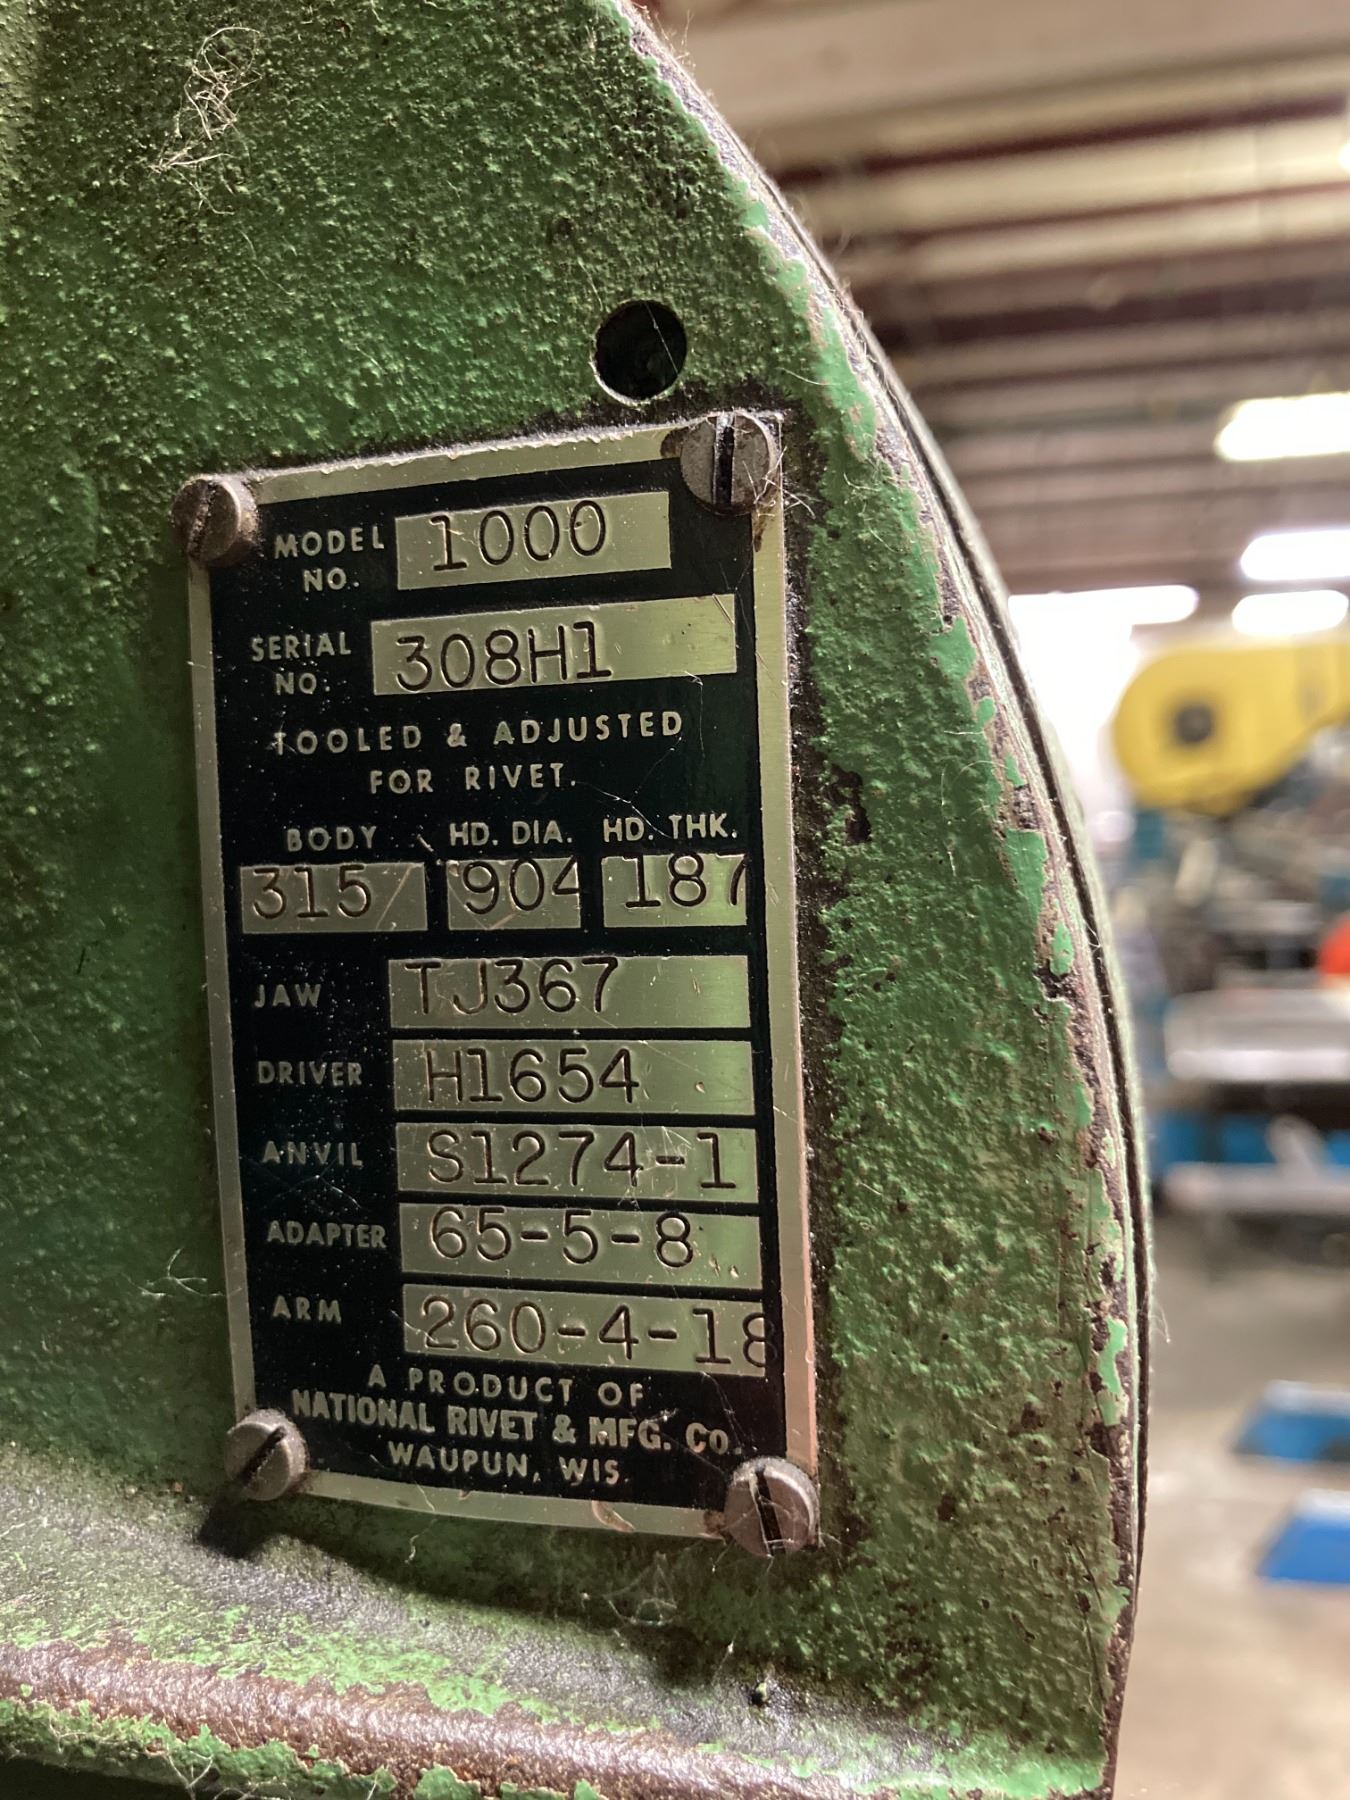 MODEL NO. 1000
SERIAL NO. 308H1
TOOLED & ADJUSTED
FOR RIVET.
BODY HD. DIA. HD. THK.
315 904 187
JAW TJ367
DRIVER H1654
ANVIL S1274-1
ADAPTER 65-5-8
ARM 260-4-18
A PRODUCT OF
NATIONAL RIVET & MFG. Co.
WAUPUN, WIS.